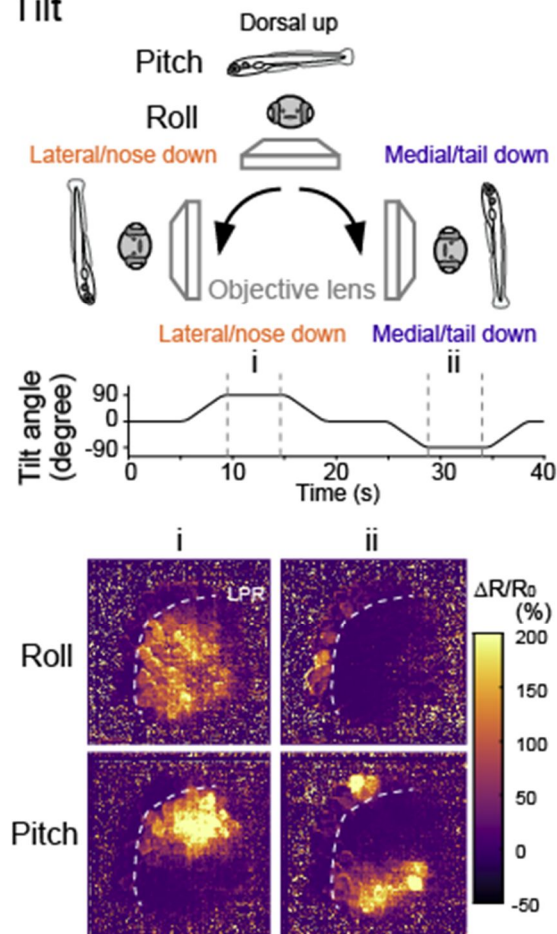 Tilt
Dorsal up
Pitch
Roll
Lateral/nose down Medial/tail down
Objective lens
Lateral/nose down Medial/tail down
i ii
Tilt angle
(degree)
90
0
-90
0 10 20 30 40
Time (s)
i ii
LPR
ΔR/R₀
(%)
Roll
200
150
100
Pitch
50
0
-50